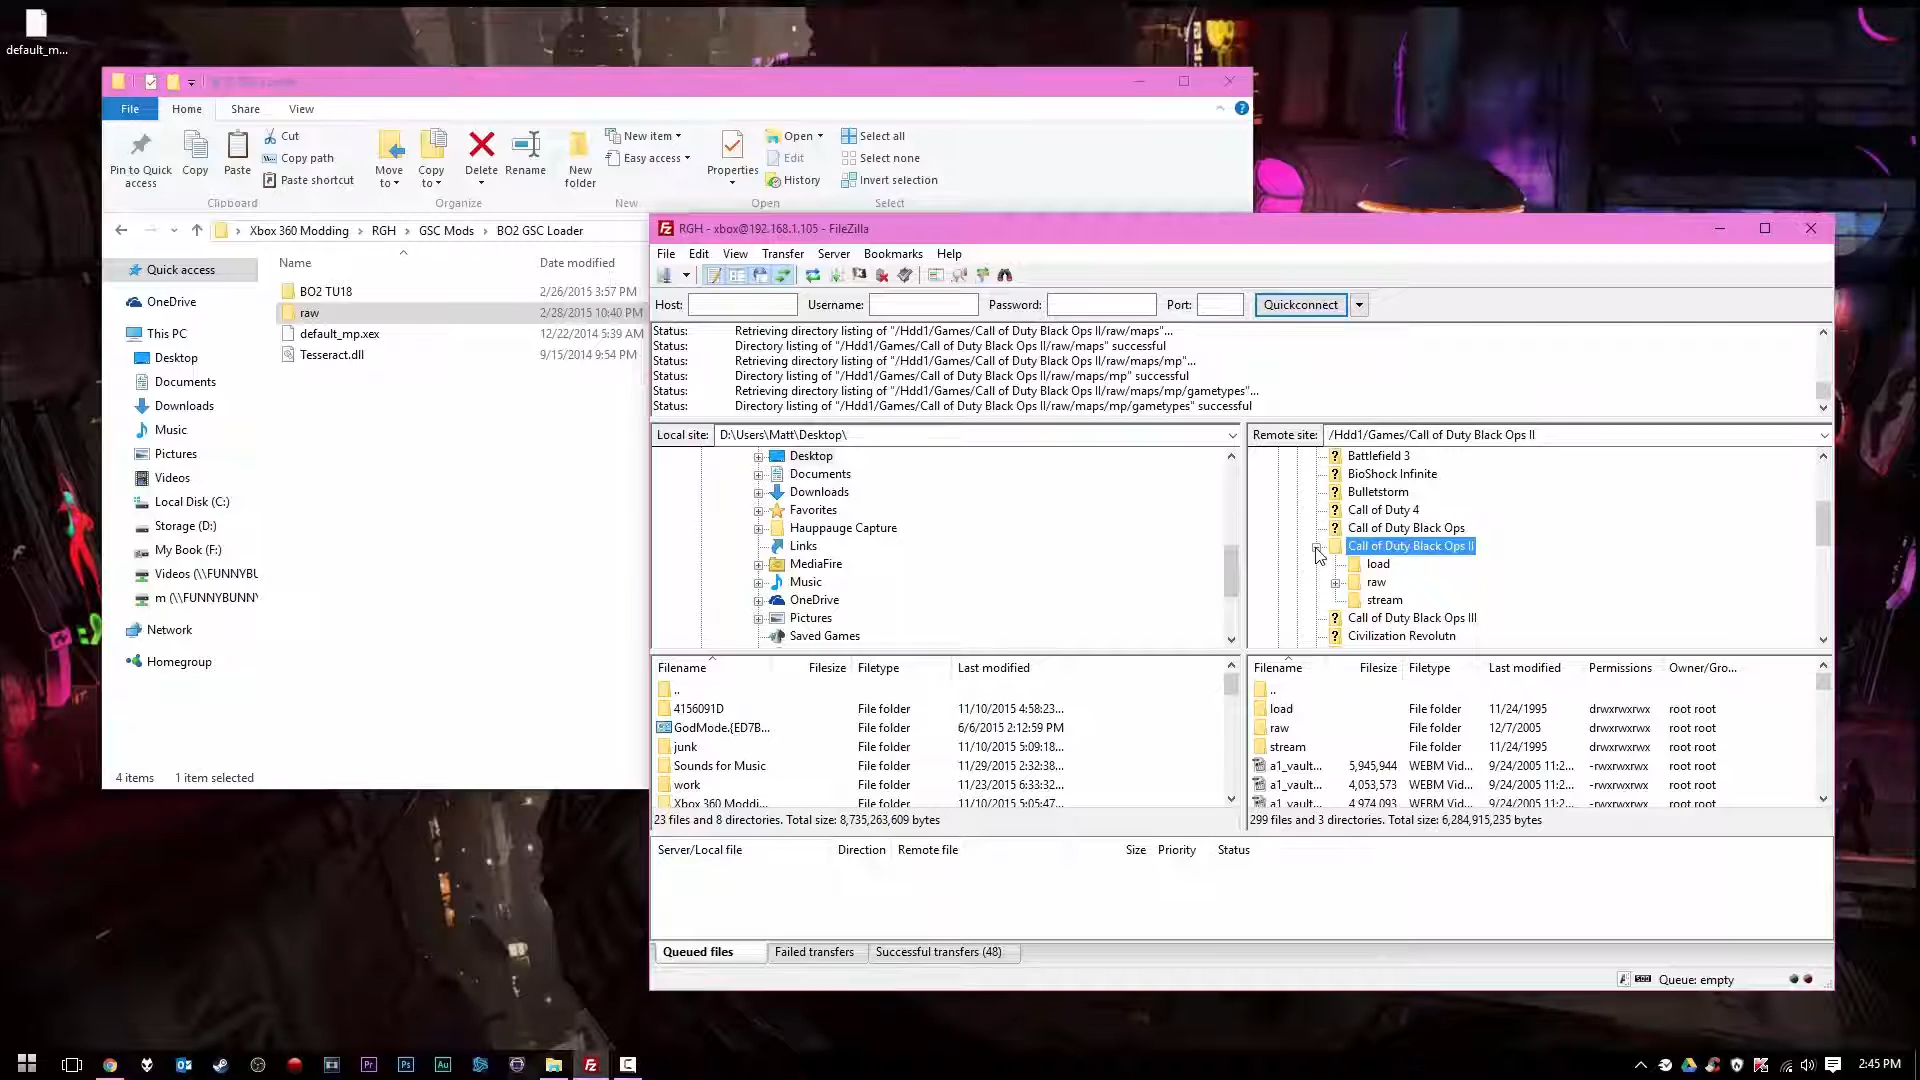 default_m...
File
Home
Share
View
Pin to Quick access
Copy
Paste
Cut
Copy path
Paste shortcut
Clipboard
Move to
Copy to
Delete
Rename
Organize
New folder
New item
Easy access
New
Properties
Open
Edit
History
Open
Select all
Select none
Invert selection
Select
Xbox 360 Modding
RGH
GSC Mods
BO2 GSC Loader
Name
Date modified
Quick access
OneDrive
This PC
Desktop
Documents
Downloads
Music
Pictures
Videos
Local Disk (C:)
Storage (D:)
My Book (F:)
Videos (\\FUNNYBU
m (\\FUNNYBUNNY
Network
Homegroup
BO2 TU18 2/26/2015 3:57 PM
raw 2/28/2015 10:40 PM
default_mp.xex 12/22/2014 5:39 AM
Tesseract.dll 9/15/2014 9:54 PM
4 items 1 item selected
RGH - xbox@192.168.1.105 - FileZilla
File Edit View Transfer Server Bookmarks Help
Host: Username: Password: Port: Quickconnect
Status: Retrieving directory listing of "/Hdd1/Games/Call of Duty Black Ops II/raw/maps"...
Status: Directory listing of "/Hdd1/Games/Call of Duty Black Ops II/raw/maps" successful
Status: Retrieving directory listing of "/Hdd1/Games/Call of Duty Black Ops II/raw/maps/mp"...
Status: Directory listing of "/Hdd1/Games/Call of Duty Black Ops II/raw/maps/mp" successful
Status: Retrieving directory listing of "/Hdd1/Games/Call of Duty Black Ops II/raw/maps/mp/gametypes"...
Status: Directory listing of "/Hdd1/Games/Call of Duty Black Ops II/raw/maps/mp/gametypes" successful
Local site: D:\Users\Matt\Desktop\
Desktop
Documents
Downloads
Favorites
Hauppauge Capture
Links
MediaFire
Music
OneDrive
Pictures
Saved Games
Remote site: /Hdd1/Games/Call of Duty Black Ops II
Battlefield 3
BioShock Infinite
Bulletstorm
Call of Duty 4
Call of Duty Black Ops
Call of Duty Black Ops II
load
raw
stream
Call of Duty Black Ops III
Civilization Revolutn
Filename Filesize Filetype Last modified
..
4156091D File folder 11/10/2015 4:58:23...
GodMode.{ED7B... File folder 6/6/2015 2:12:59 PM
junk File folder 11/10/2015 5:09:18...
Sounds for Music File folder 11/29/2015 2:32:38...
work File folder 11/23/2015 6:33:32...
Xbox 360 Moddi... File folder 11/10/2015 5:05:47...
23 files and 8 directories. Total size: 8,735,263,609 bytes
Filename Filesize Filetype Last modified Permissions Owner/Gro...
..
load File folder 11/24/1995 drwxrwxrwx root root
raw File folder 12/7/2005 drwxrwxrwx root root
stream File folder 11/24/1995 drwxrwxrwx root root
a1_vault... 5,945,944 WEBM Vid... 9/24/2005 11:2... -rwxrwxrwx root root
a1_vault... 4,053,573 WEBM Vid... 9/24/2005 11:2... -rwxrwxrwx root root
a1_vault... 4,974,093 WEBM Vid... 9/24/2005 11:2... -rwxrwxrwx root root
299 files and 3 directories. Total size: 6,284,915,235 bytes
Server/Local file Direction Remote file Size Priority Status
Queued files Failed transfers Successful transfers (48)
Queue: empty
2:45 PM